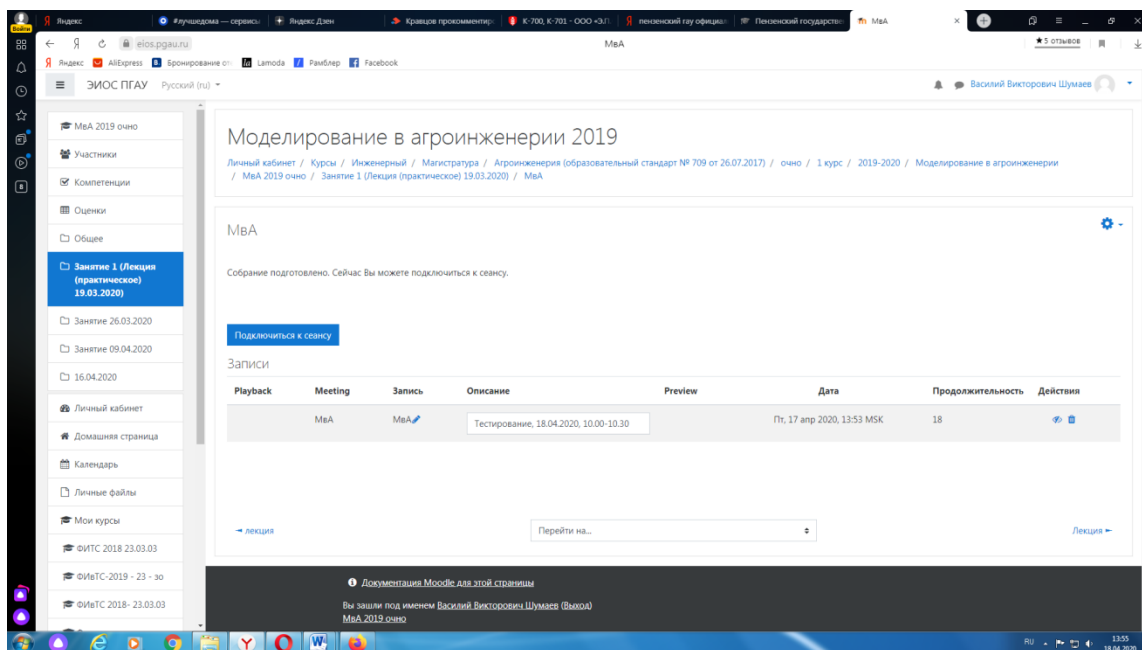 Войти
Яндекс
#лучшедома — сервисы
Яндекс Дзен
Кравцов прокомментир
К-700, К-701 - ООО «З.Г.
пензенский гау официал
Пензенский государстве
МвА
eios.pgau.ru
МвА
★5 отзывов
Яндекс
AliExpress
Бронирование оте
Lamoda
Рамблер
Facebook
ЭИОС ПГАУ
Русский (ru)
Василий Викторович Шумаев
МвА 2019 очно
Участники
Компетенции
Оценки
Общее
Занятие 1 (Лекция
(практическое)
19.03.2020)
Занятие 26.03.2020
Занятие 09.04.2020
16.04.2020
Личный кабинет
Домашняя страница
Календарь
Личные файлы
Мои курсы
ФИТС 2018 23.03.03
ФИвТС-2019 - 23 - зо
ФИвТС 2018- 23.03.03
Моделирование в агроинженерии 2019
Личный кабинет / Курсы / Инженерный / Магистратура / Агроинженерия (образовательный стандарт № 709 от 26.07.2017) / очно / 1 курс / 2019-2020 / Моделирование в агроинженерии
/ МвА 2019 очно / Занятие 1 (Лекция (практическое) 19.03.2020) / МвА
МвА
Собрание подготовлено. Сейчас Вы можете подключиться к сеансу.
Подключиться к сеансу
Записи
Playback Meeting Запись Описание Preview Дата Продолжительность Действия
МвА МвА Тестирование, 18.04.2020, 10.00-10.30 Пт, 17 апр 2020, 13:53 MSK 18
лекция
Перейти на...
Лекция
Документация Moodle для этой страницы
Вы зашли под именем Василий Викторович Шумаев (Выход)
МвА 2019 очно
RU
13:55
18.04.2020